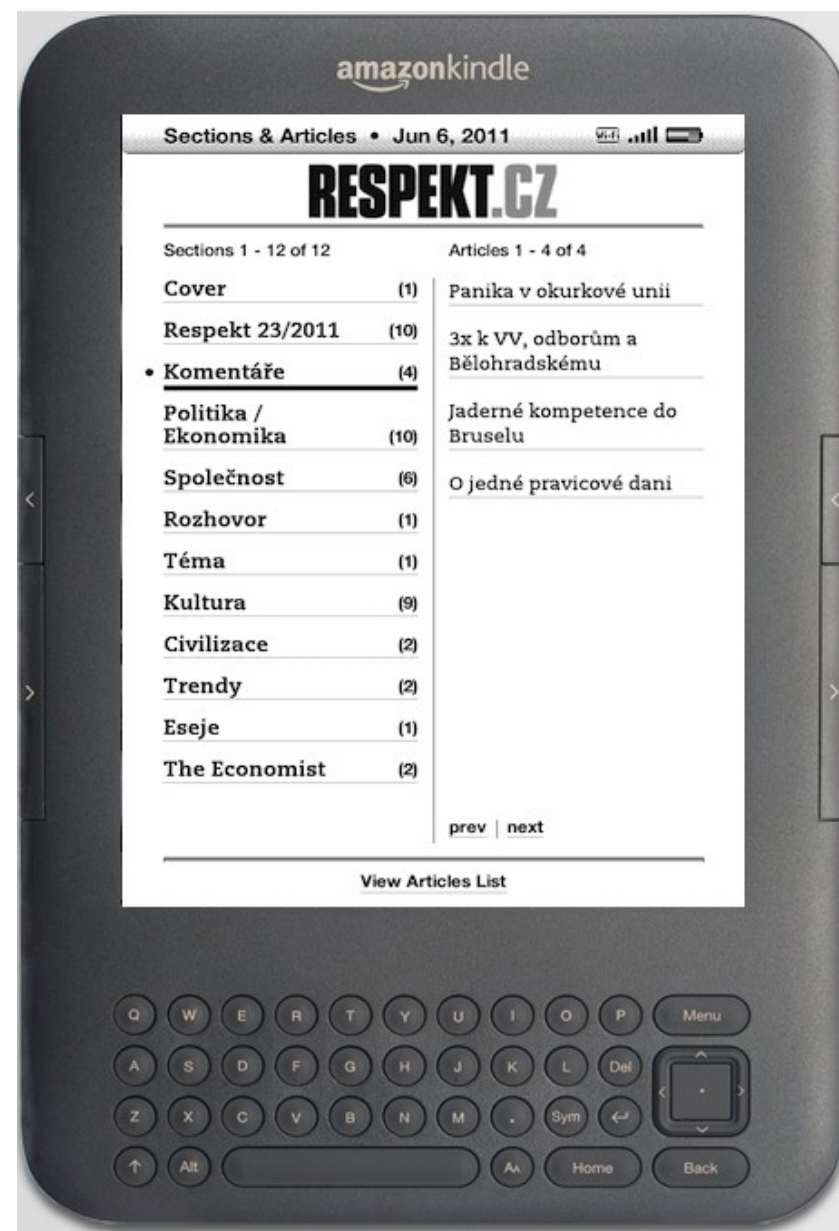 amazonkindle
Sections & Articles • Jun 6, 2011 Wi-Fi
RESPEKT.CZ
Sections 1 - 12 of 12
Cover (1)
Respekt 23/2011 (10)
• Komentáře (4)
Politika /
Ekonomika (10)
Společnost (6)
Rozhovor (1)
Téma (1)
Kultura (9)
Civilizace (2)
Trendy (2)
Eseje (1)
The Economist (2)
Articles 1 - 4 of 4
Panika v okurkové unii
3x k VV, odborům a
Bělohradskému
Jaderné kompetence do
Bruselu
O jedné pravicové dani
prev | next
View Articles List
Q W E R T Y U I O P Menu
A S D F G H J K L Del
Z X C V B N M . Sym
Alt AA Home Back